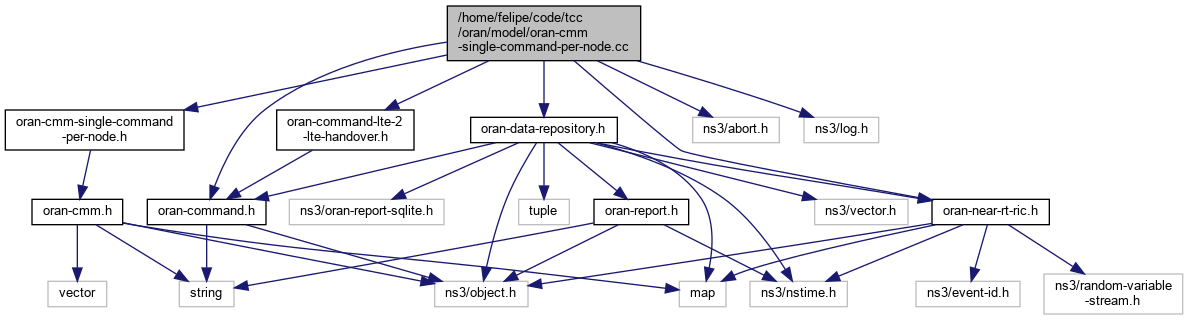 /home/felipe/code/tcc
/oran/model/oran-cmm
-single-command-per-node.cc
oran-cmm-single-command
-per-node.h
oran-command-lte-2
-lte-handover.h
oran-data-repository.h
ns3/abort.h
ns3/log.h
oran-cmm.h
oran-command.h
ns3/oran-report-sqlite.h
tuple
oran-report.h
ns3/vector.h
oran-near-rt-ric.h
vector
string
ns3/object.h
map
ns3/nstime.h
ns3/event-id.h
ns3/random-variable
-stream.h